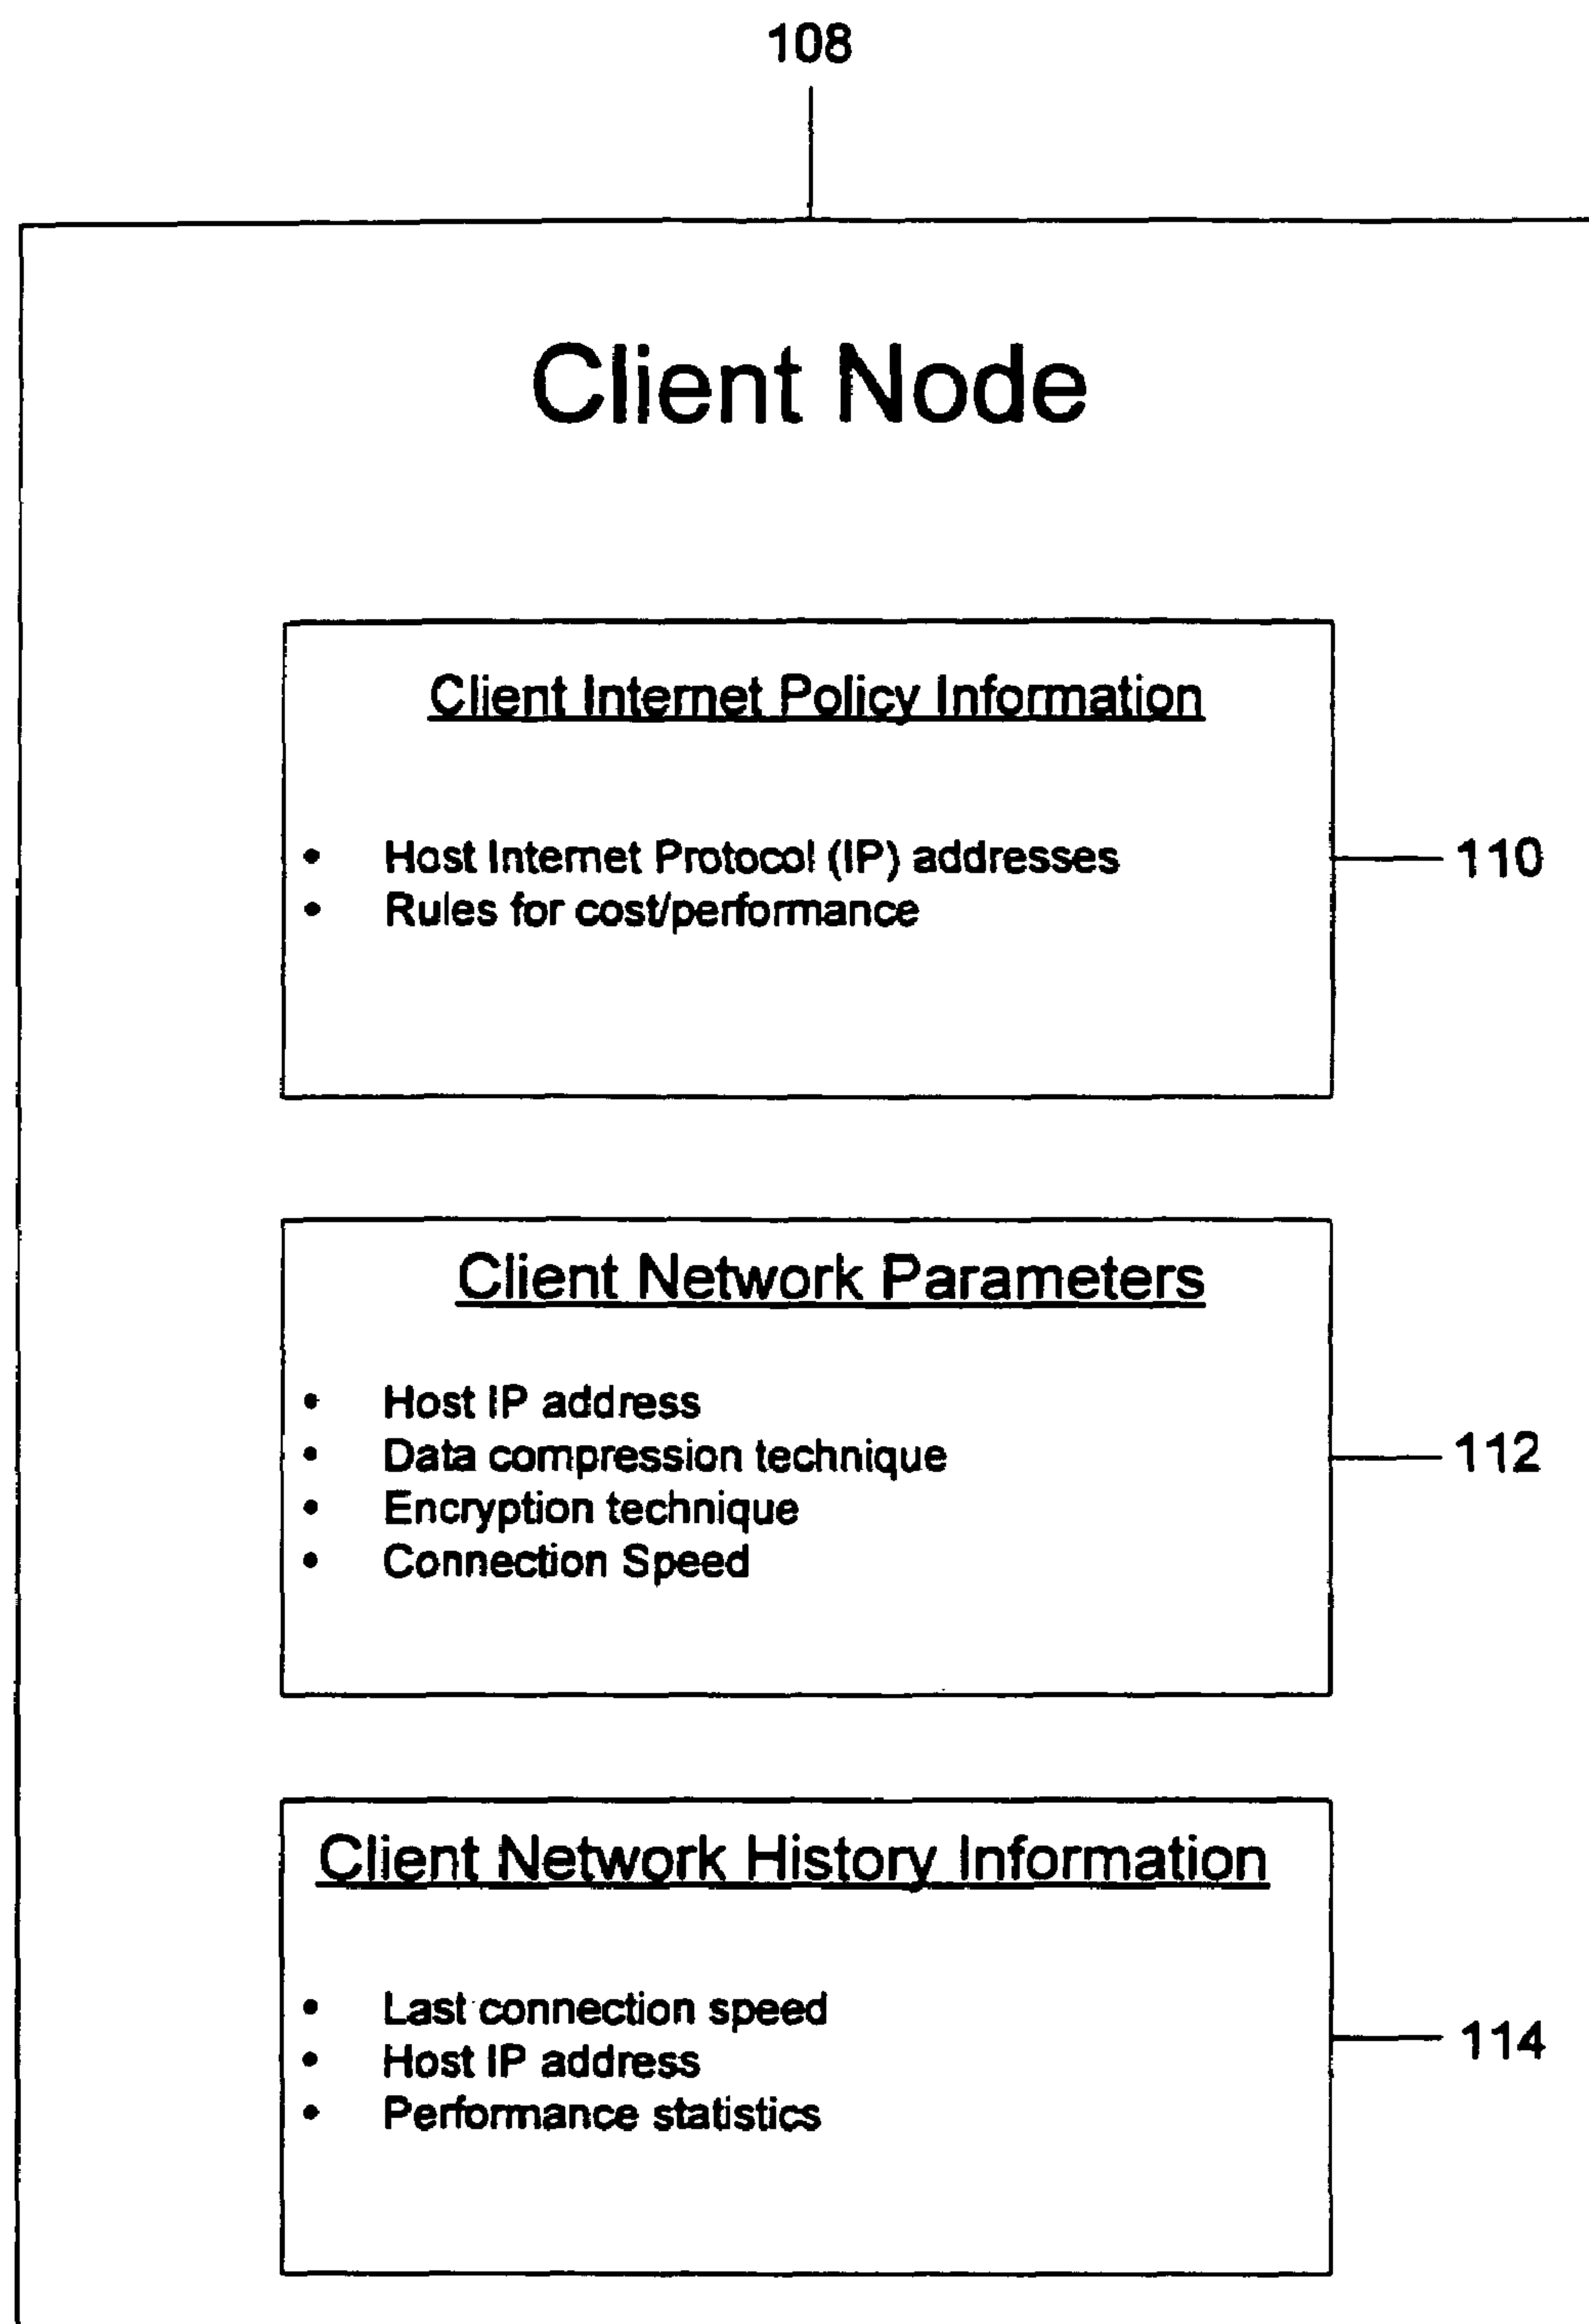 108
Client Node
Client Internet Policy Information
• Host Internet Protocol (IP) addresses
• Rules for cost/performance
110
Client Network Parameters
• Host IP address
• Data compression technique
• Encryption technique
• Connection Speed
112
Client Network History Information
• Last connection speed
• Host IP address
• Performance statistics
114